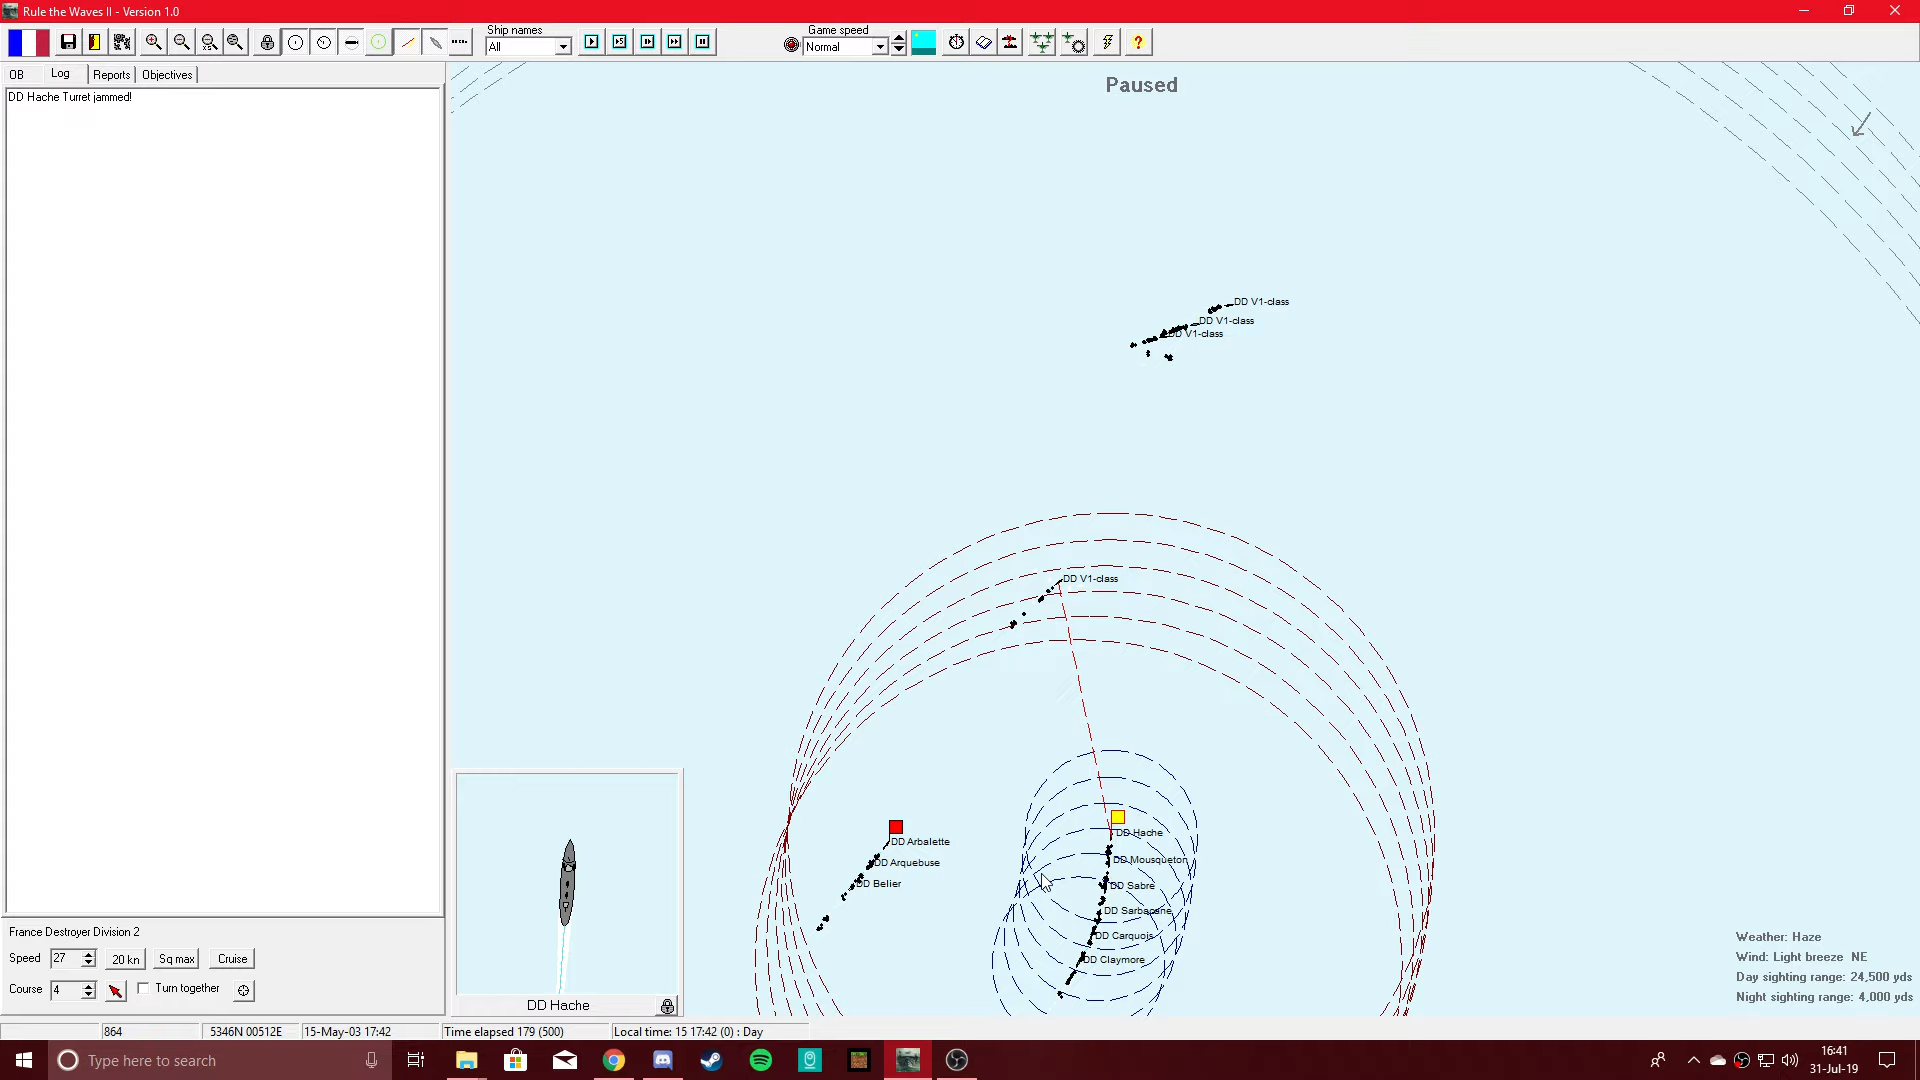 Rule the Waves II - Version 1.0
Ship names
All
Game speed
Normal
OB
Log
Reports
Objectives
DD Hache Turret jammed!
Paused
DD V1-class
DD V1-class
DD V1-class
DD V1-class
DD Hache
DD Arbalette
DD Mousqueton
DD Arquebuse
DD Belier
DD Sabre
DD Sarbacane
DD Carquois
DD Claymore
France Destroyer Division 2
Speed 27 20 kn Sq max Cruise
Course 4 Turn together
DD Hache
Weather: Haze
Wind: Light breeze NE
Day sighting range: 24,500 yds
Night sighting range: 4,000 yds
864 5346N 00512E 15-May-03 17:42 Time elapsed 179 (500) Local time: 15 17:42 (0) : Day
Type here to search
16:41
31-Jul-19